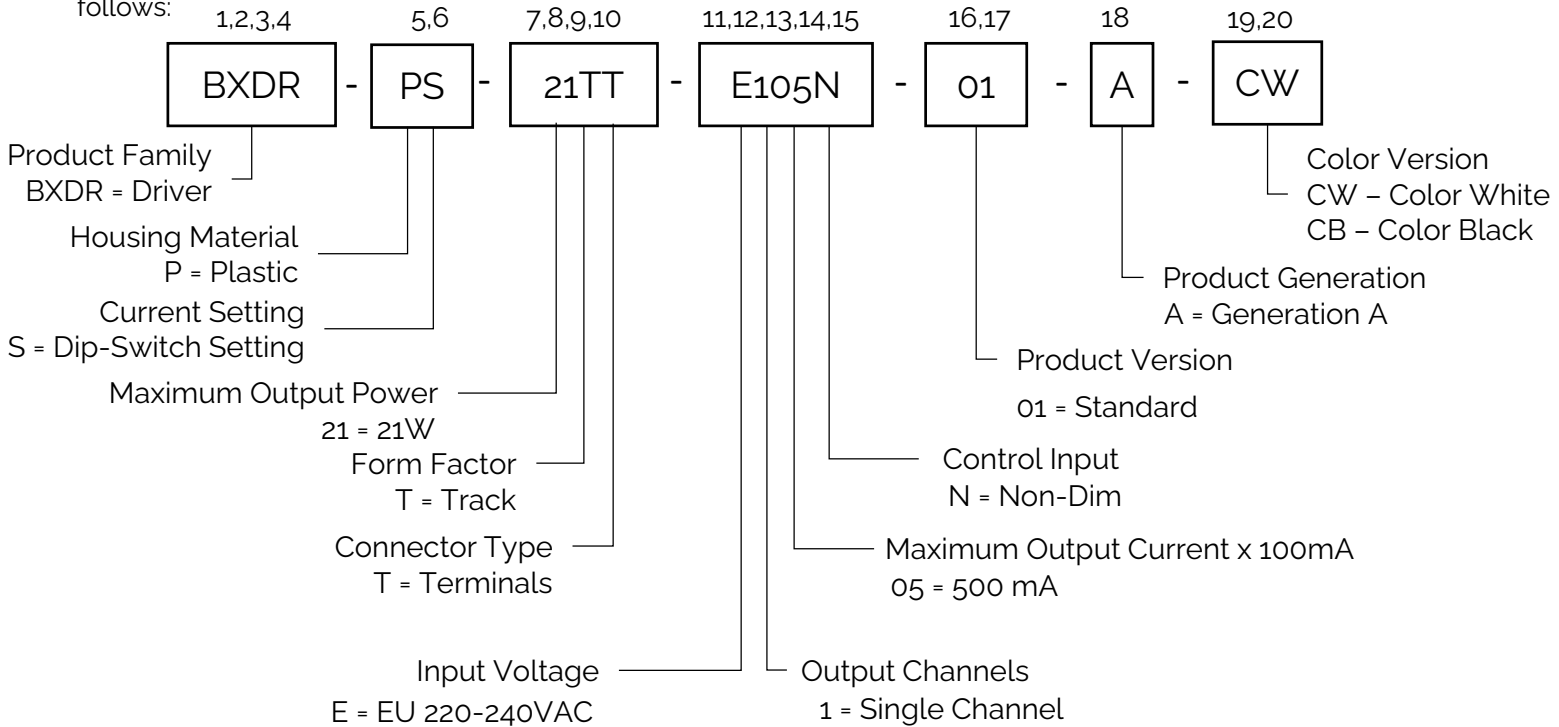 follows:
1,2,3,4 5,6 7,8,9,10 11,12,13,14,15 16,17 18 19,20
BXDR - PS - 21TT - E105N - 01 - A - CW
Product Family
BXDR = Driver
Color Version
CW – Color White
CB – Color Black
Housing Material
P = Plastic
Product Generation
A = Generation A
Current Setting
S = Dip-Switch Setting
Product Version
01 = Standard
Maximum Output Power
21 = 21W
Form Factor
T = Track
Control Input
N = Non-Dim
Connector Type
T = Terminals
Maximum Output Current x 100mA
05 = 500 mA
Input Voltage
E = EU 220-240VAC
Output Channels
1 = Single Channel